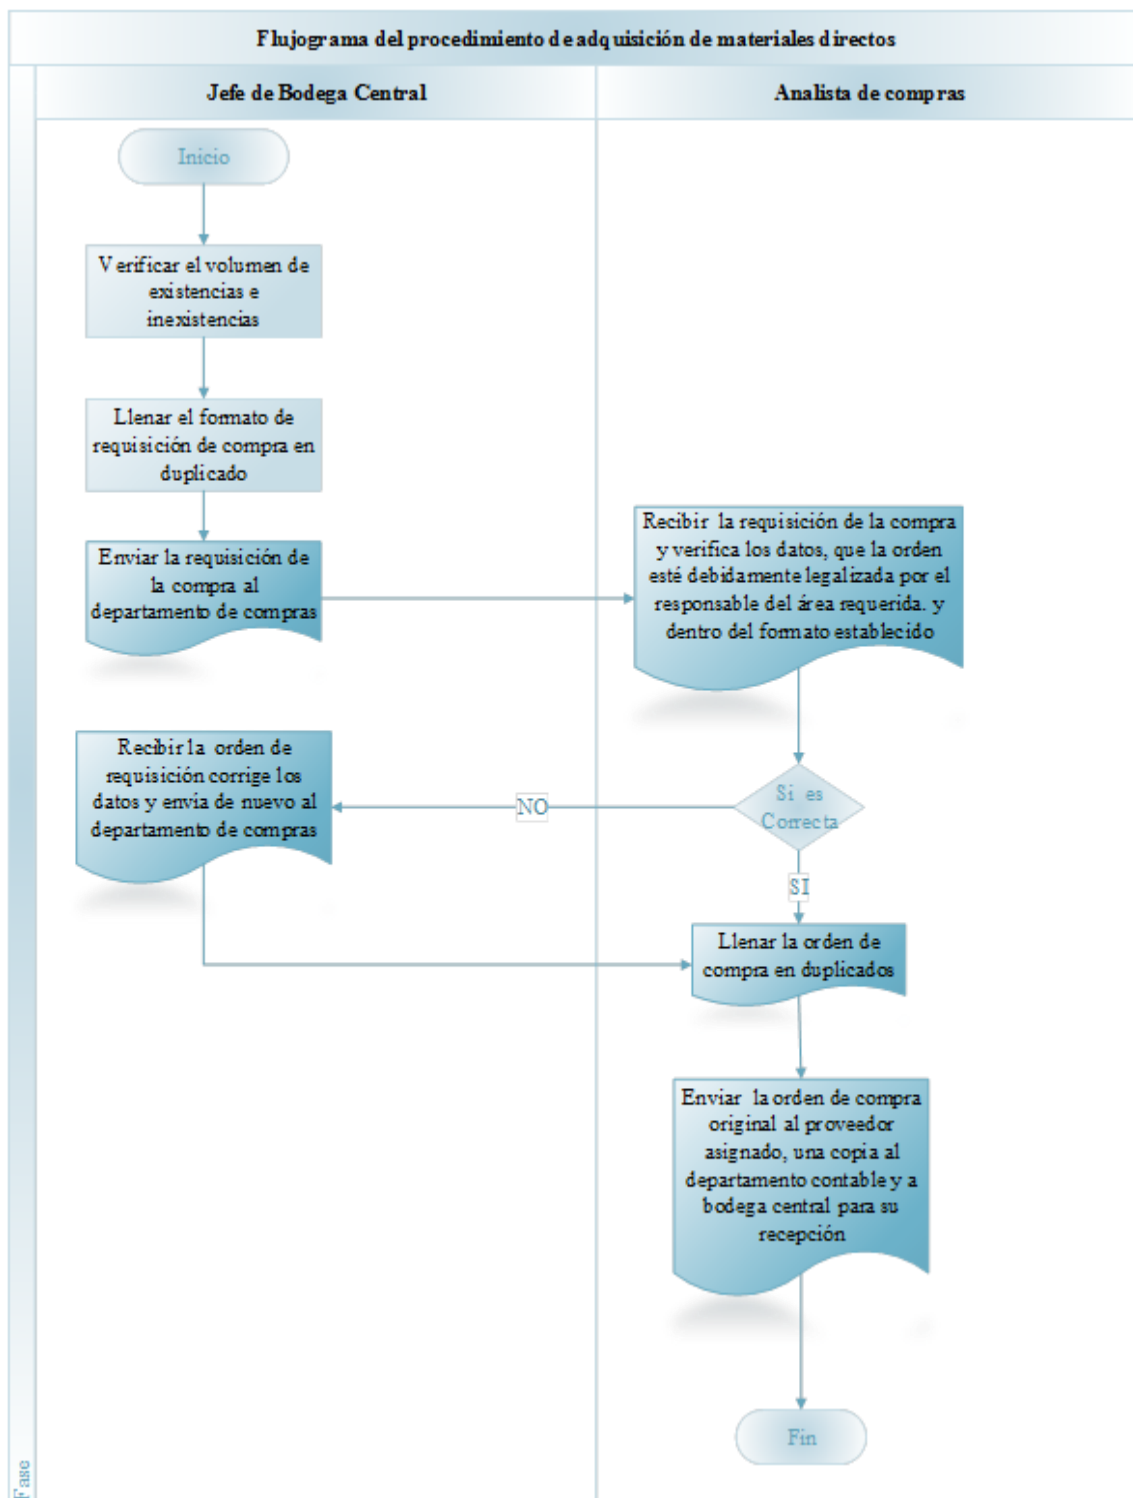 Flujograma del procedimiento de adquisición de materiales directos
Jefe de Bodega Central
Analista de compras
Inicio
Verificar el volumen de
existencias e
inexistencias
Llenar el formato de
requisición de compra en
duplicado
Enviar la requisición de
la compra al
departamento de compras
Recibir la requisición de la compra
y verifica los datos, que la orden
esté debidamente legalizada por el
responsable del área requerida. y
dentro del formato establecido
Si es
Correcta
NO
Recibir la orden de
requisición corrige los
datos y envía de nuevo al
departamento de compras
SI
Llenar la orden de
compra en duplicados
Enviar la orden de compra
original al proveedor
asignado, una copia al
departamento contable y a
bodega central para su
recepción
Fin
Fase